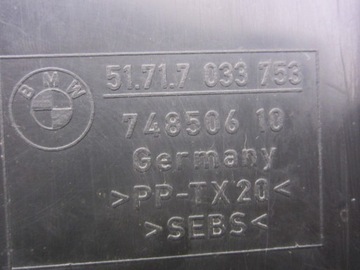 BMW
51.71.7 033 753
748506 10
Germany
>PP-TX20<
>SEBS<